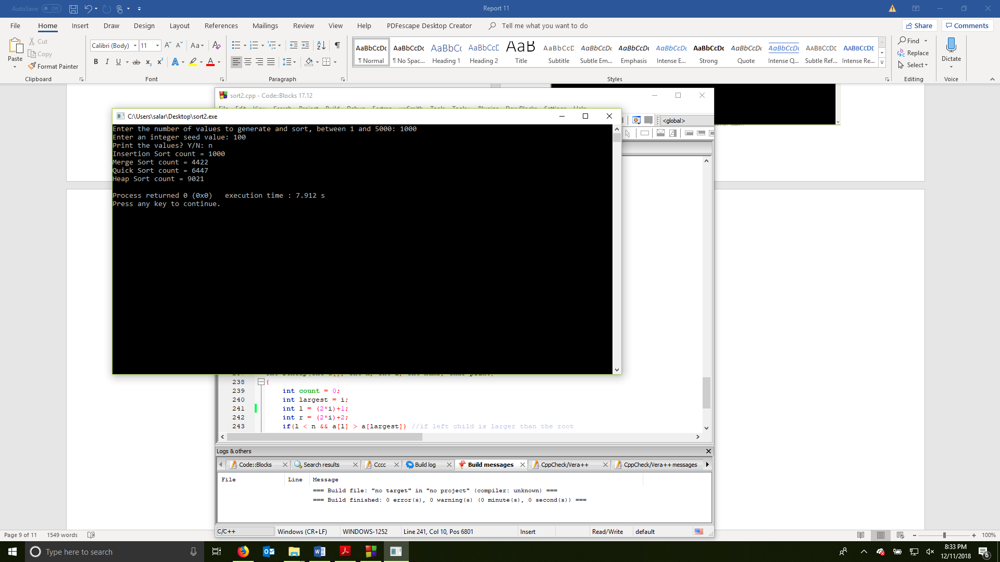 AutoSave Off
Report 11
File Home Insert Draw Design Layout References Mailings Review View Help PDFescape Desktop Creator Tell me what you want to do Share Comments
Paste
Cut
Copy
Format Painter
Clipboard
Calibri (Body) 11
Font
Paragraph
AaBbCcDc AaBbCcDc AaBbCc AaBbCcC AaB AaBbCcD AaBbCcDc AaBbCcDc AaBbCcDc AaBbCcDc AaBbCcDc AaBbCcDc AABBCCDE AABBCCDE
¶ Normal ¶ No Spac... Heading 1 Heading 2 Title Subtitle Subtle Em... Emphasis Intense E... Strong Quote Intense Q... Subtle Ref... Intense Re...
Styles
Find
Replace
Select
Editing
Dictate
Voice
sort2.cpp - Code::Blocks 17.12
<global>
C:\Users\salar\Desktop\sort2.exe
Enter the number of values to generate and sort, between 1 and 5000: 1000
Enter an integer seed value: 100
Print the values? Y/N: n
Insertion Sort count = 1000
Merge Sort count = 4422
Quick Sort count = 6447
Heap Sort count = 9021
Process returned 0 (0x0) execution time : 7.912 s
Press any key to continue.
238 {
239 int count = 0;
240 int largest = i;
241 int l = (2*i)+1;
242 int r = (2*i)+2;
243 if(l < n && a[l] > a[largest]) //if left child is larger than the root
Logs & others
Code::Blocks Search results Cccc Build log Build messages CppCheck/Vera++ CppCheck/Vera++ messages
File Line Message
=== Build file: "no target" in "no project" (compiler: unknown) ===
=== Build finished: 0 error(s), 0 warning(s) (0 minute(s), 0 second(s)) ===
C/C++ Windows (CR+LF) WINDOWS-1252 Line 241, Col 10, Pos 6801 Insert Read/Write default
Page 9 of 11 1549 words 100%
Type here to search
8:33 PM
12/11/2018
6